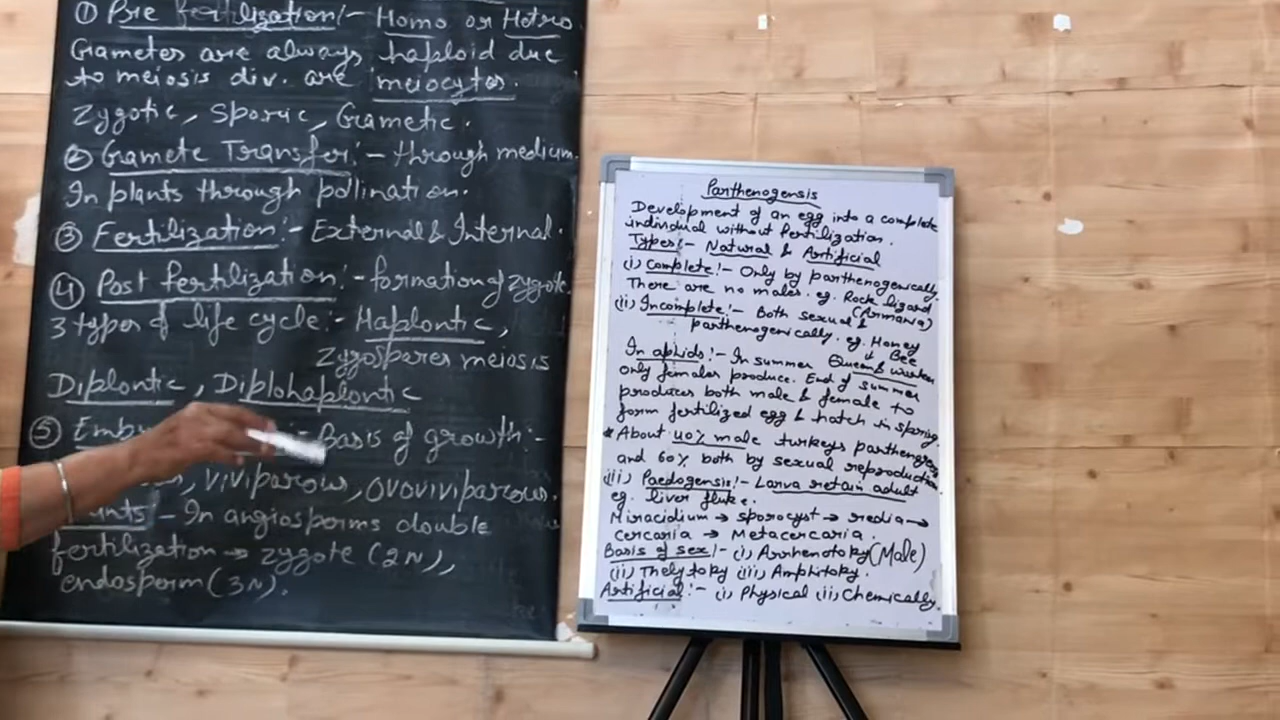 ① Pre fertilization:- Homo or Hetro
Gametes are always haploid due
to meiosis div. are meiocytes.
Zygotic, Sporic, Gametic.
② Gamete Transfer:- through medium.
In plants through pollination.
③ Fertilization:- External & Internal.
④ Post fertilization:- formation of zygote.
3 types of life cycle:- Haplontic,
Zygospores meiosis
Diplontic, Diplohaplontic
⑤ Basis of growth:-
, viviparous, ovoviviparous.
- In angiosperms double
fertilization → zygote (2N),
endosperm (3N).
Parthenogensis
Development of an egg into a complete
individual without fertilization.
Types:- Natural & Artificial
(i) Complete:- Only by parthenogenically.
There are no males. eg. Rock lizard
(Armania)
(ii) Incomplete:- Both sexual &
parthenogenically. eg. Honey
↓ Bee
In aphids:- In summer Queen & worker
only females produce. End of summer
produces both male & female to
form fertilized egg & hatch in spring.
* About 40% male turkeys
and 60% both by sexual reproduction.
(iii) Paedogensis:- Larva retain adult
eg. liver fluke.
Miracidium → sporocyst → redia →
cercaria → Metacercaria.
Basis of sex:- (i) Arrhenotoky (Male)
(ii) Thelytoky (iii) Amphitoky.
Artificial:- (i) Physical (ii) Chemically.